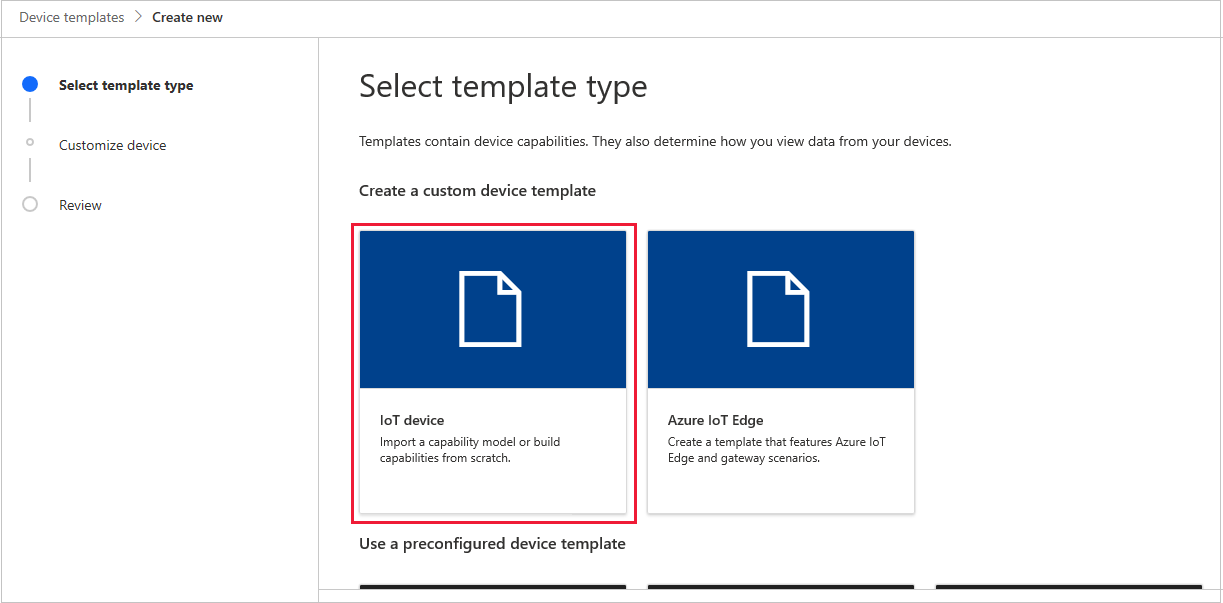 Device templates > Create new
Select template type
Customize device
Review
Select template type
Templates contain device capabilities. They also determine how you view data from your devices.
Create a custom device template
IoT device
Import a capability model or build
capabilities from scratch.
Azure IoT Edge
Create a template that features Azure IoT
Edge and gateway scenarios.
Use a preconfigured device template